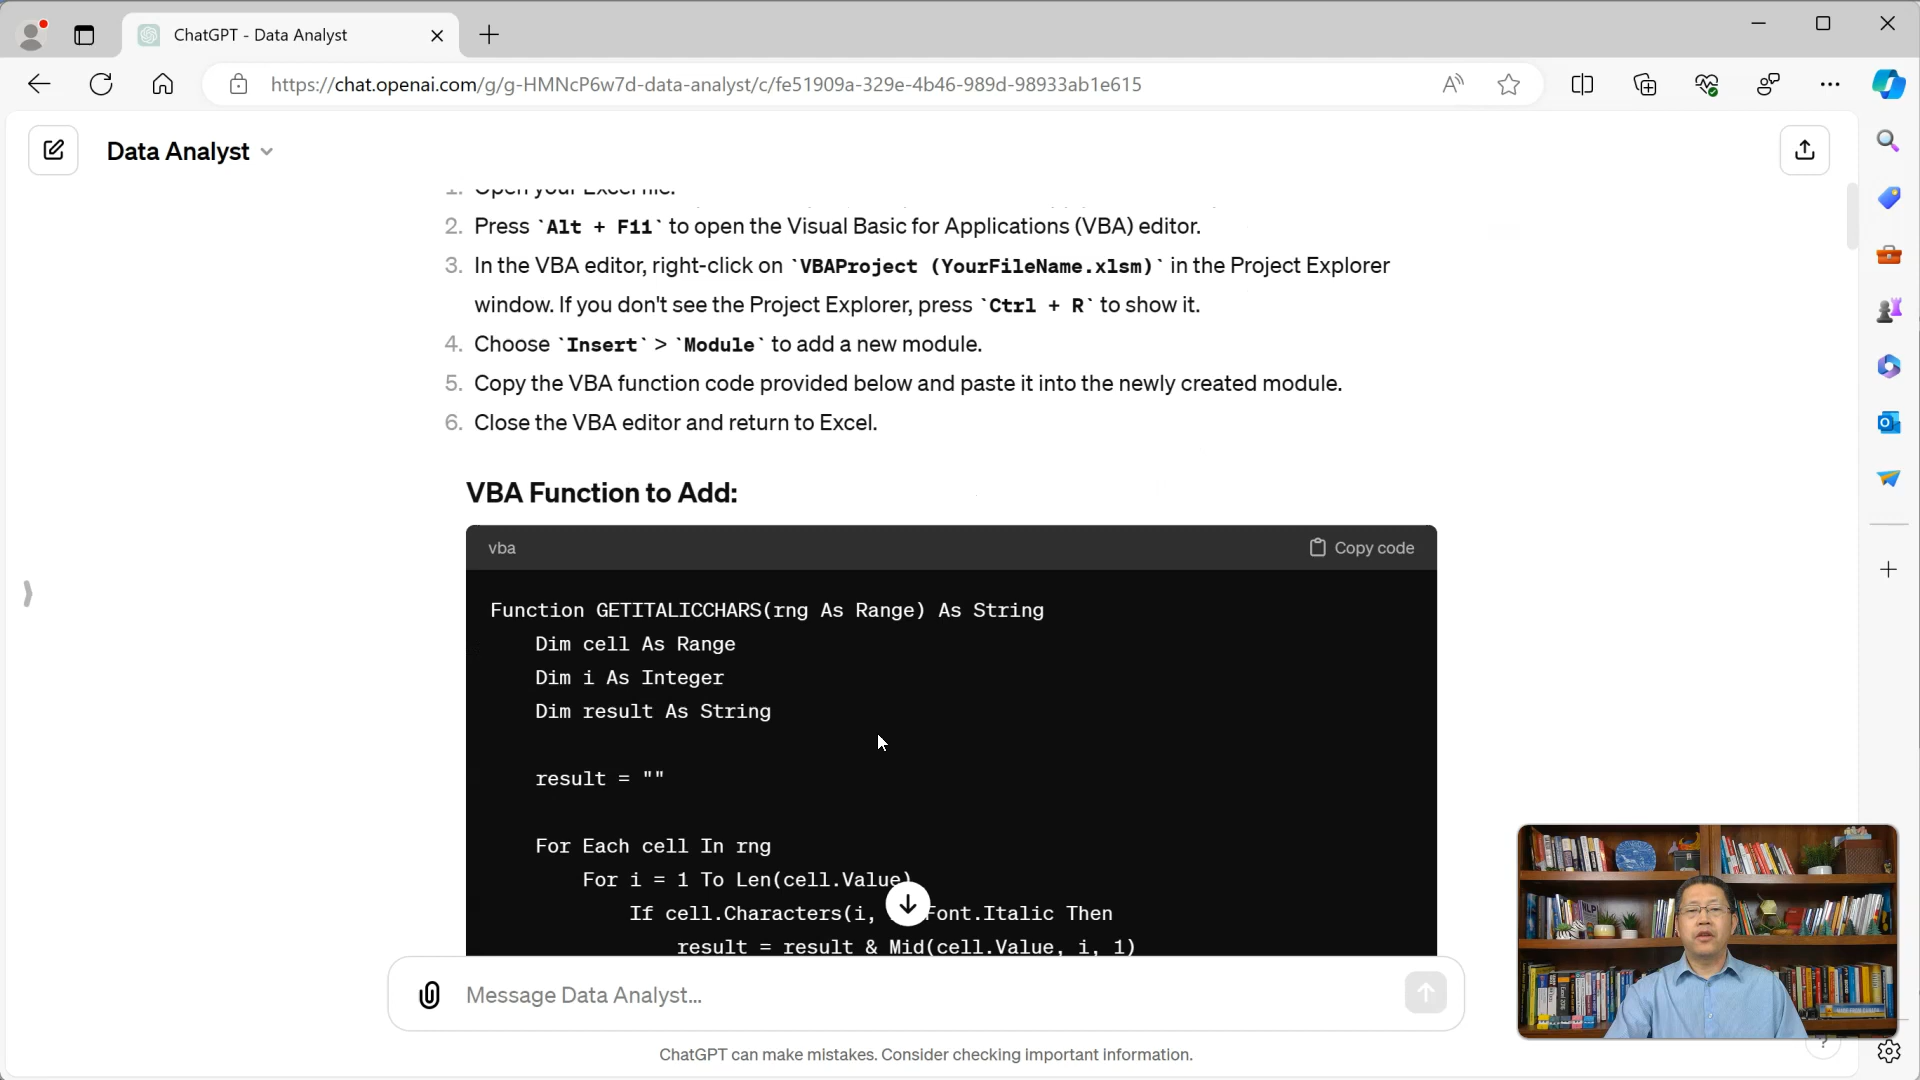 ChatGPT - Data Analyst
https://chat.openai.com/g/g-HMNcP6w7d-data-analyst/c/fe51909a-329e-4b46-989d-98933ab1e615
Data Analyst
1. Open your Excel file.
2. Press `Alt + F11` to open the Visual Basic for Applications (VBA) editor.
3. In the VBA editor, right-click on `VBAProject (YourFileName.xlsm)` in the Project Explorer
window. If you don't see the Project Explorer, press `Ctrl + R` to show it.
4. Choose `Insert` > `Module` to add a new module.
5. Copy the VBA function code provided below and paste it into the newly created module.
6. Close the VBA editor and return to Excel.
VBA Function to Add:
vba
Copy code
Function GETITALICCHARS(rng As Range) As String
Dim cell As Range
Dim i As Integer
Dim result As String
result = ""
For Each cell In rng
For i = 1 To Len(cell.Value)
If cell.Characters(i, Font.Italic Then
result = result & Mid(cell.Value, i, 1)
Message Data Analyst...
ChatGPT can make mistakes. Consider checking important information.
NLP
?